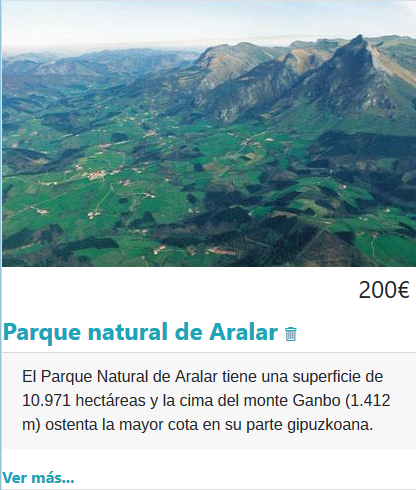 200€
Parque natural de Aralar
El Parque Natural de Aralar tiene una superficie de
10.971 hectáreas y la cima del monte Ganbo (1.412
m) ostenta la mayor cota en su parte gipuzkoana.
Ver más...